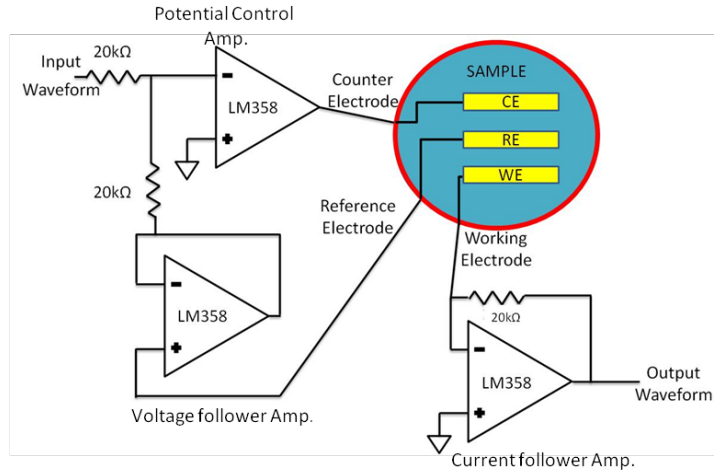 Potential Control
Amp.
Input
Waveform
20kΩ
LM358
Counter
Electrode
SAMPLE
CE
RE
WE
20kΩ
Reference
Electrode
Working
Electrode
LM358
20kΩ
LM358
Output
Waveform
Voltage follower Amp.
Current follower Amp.